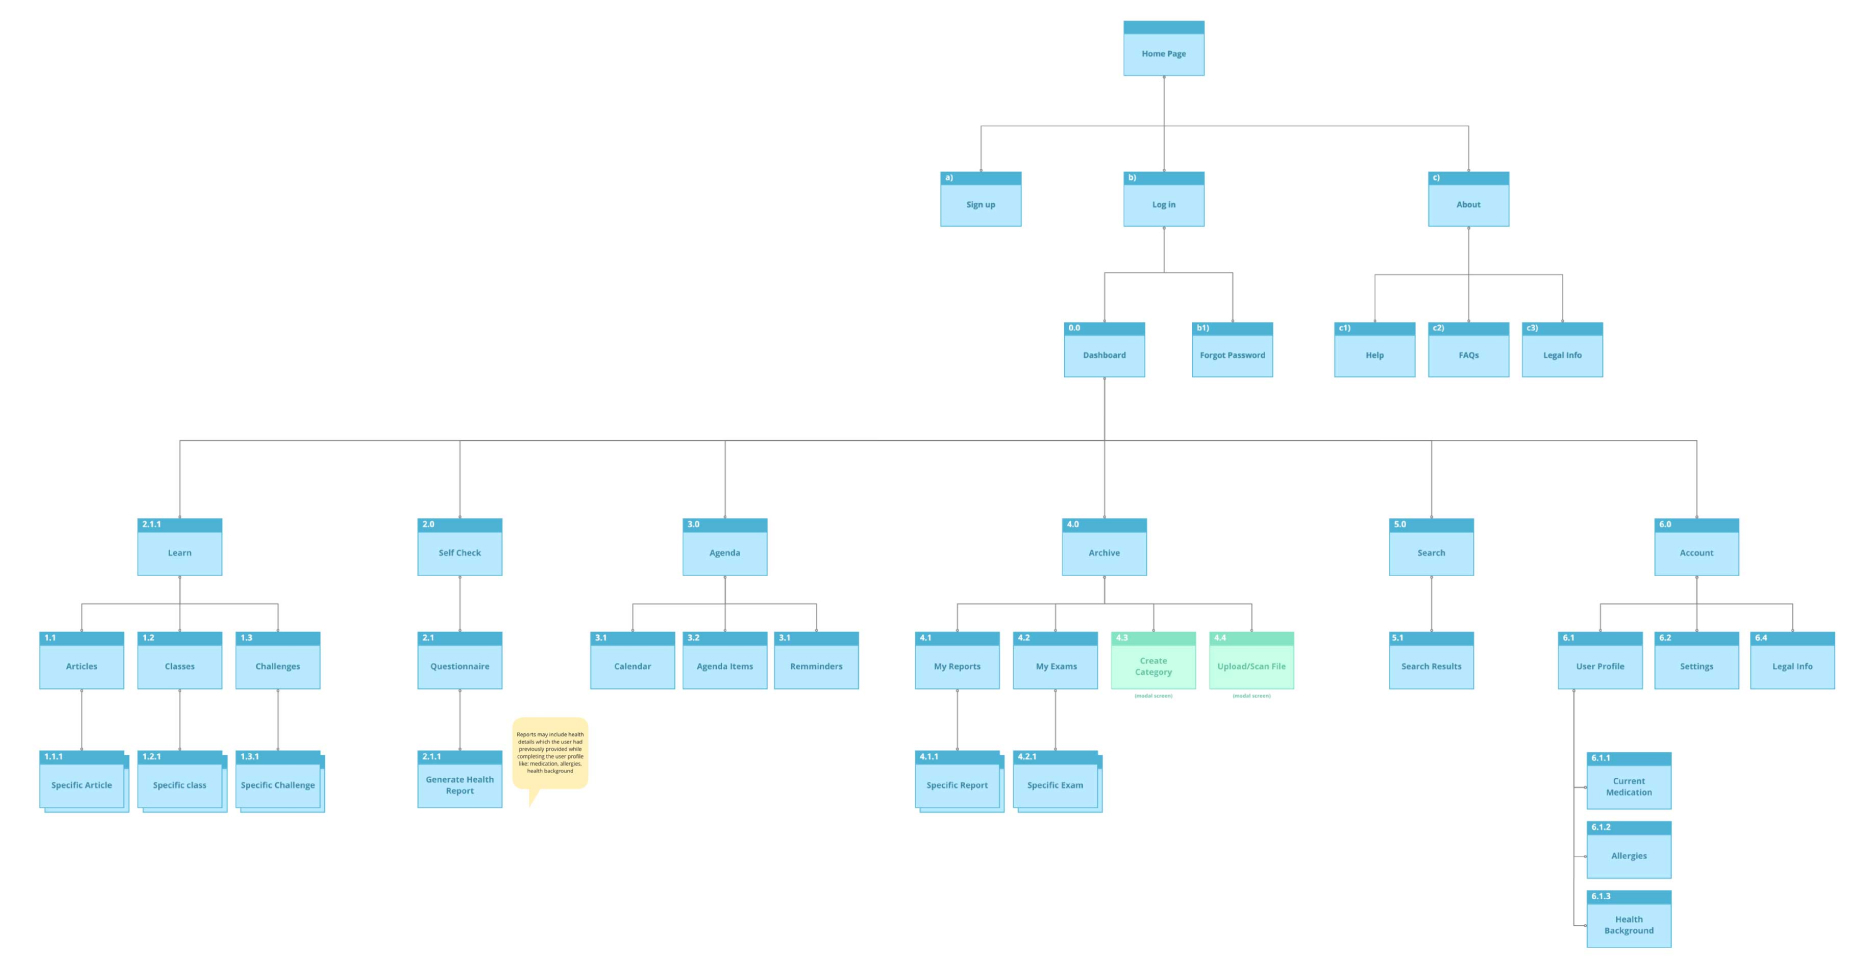 Home Page
a)
Sign up
b)
Log in
c)
About
0.0
Dashboard
b1)
Forgot Password
c1)
Help
c2)
FAQs
c3)
Legal Info
2.1.1
Learn
2.0
Self Check
3.0
Agenda
4.0
Archive
5.0
Search
6.0
Account
1.1
Articles
1.2
Classes
1.3
Challenges
2.1
Questionnaire
3.1
Calendar
3.2
Agenda Items
3.1
Remminders
4.1
My Reports
4.2
My Exams
4.3
Create
Category
(modal screen)
4.4
Upload/Scan File
(modal screen)
5.1
Search Results
6.1
User Profile
6.2
Settings
6.4
Legal Info
1.1.1
Specific Article
1.2.1
Specific class
1.3.1
Specific Challenge
2.1.1
Generate Health
Report
Reports may include health
details which the user had
previously provided while
completing the user profile
like: medication, allergies,
health background
4.1.1
Specific Report
4.2.1
Specific Exam
6.1.1
Current
Medication
6.1.2
Allergies
6.1.3
Health
Background